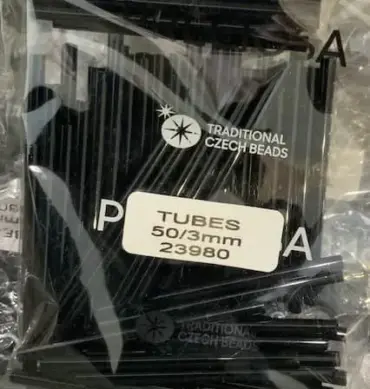 A
TRADITIONAL
CZECH BEADS
P
TUBES
50/3mm
23980
A
TRADITIONAL
CZECH BEADS